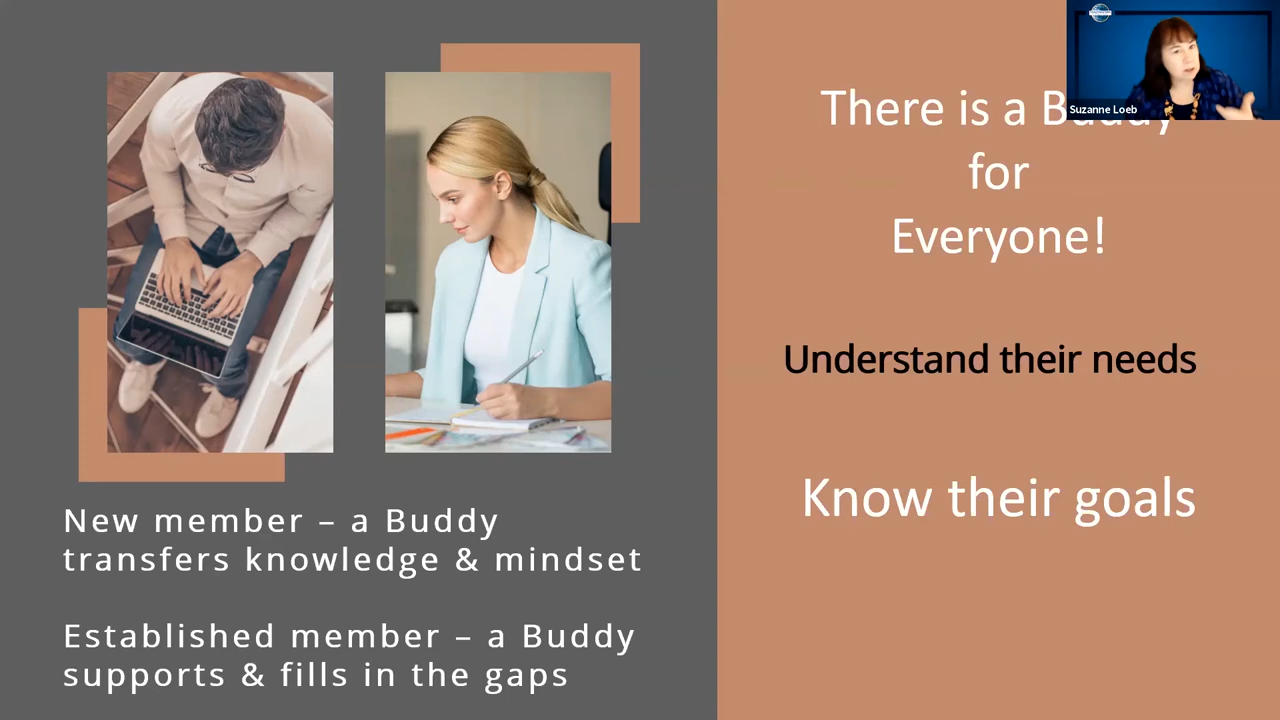 New member – a Buddy
transfers knowledge & mindset
Established member – a Buddy
supports & fills in the gaps
There is a Buddy
for
Everyone!
Understand their needs
Know their goals
Suzanne Loeb